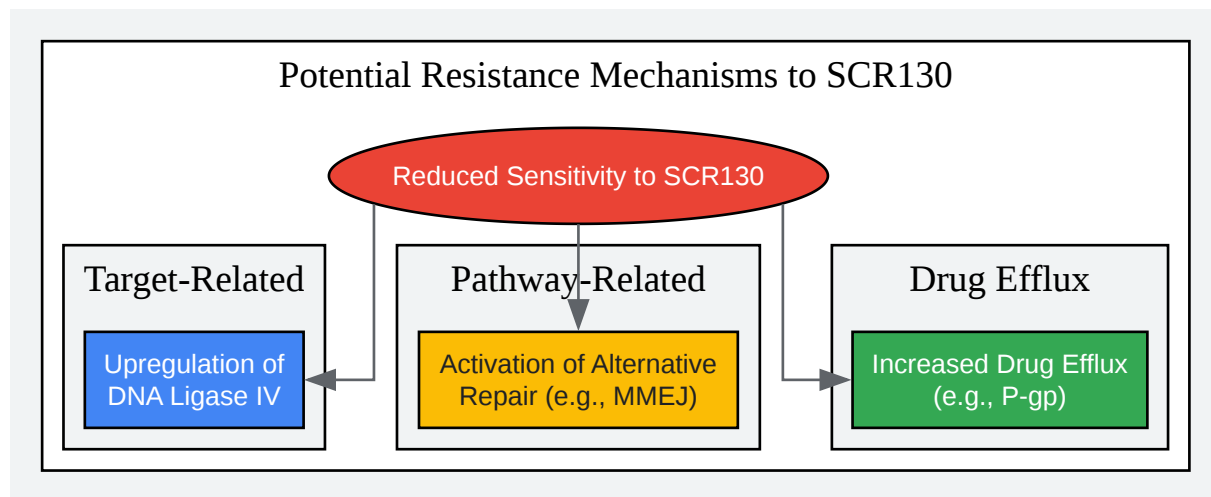 Potential Resistance Mechanisms to SCR130
Reduced Sensitivity to SCR130
Target-Related
Upregulation of
DNA Ligase IV
Pathway-Related
Activation of Alternative
Repair (e.g., MMEJ)
Drug Efflux
Increased Drug Efflux
(e.g., P-gp)